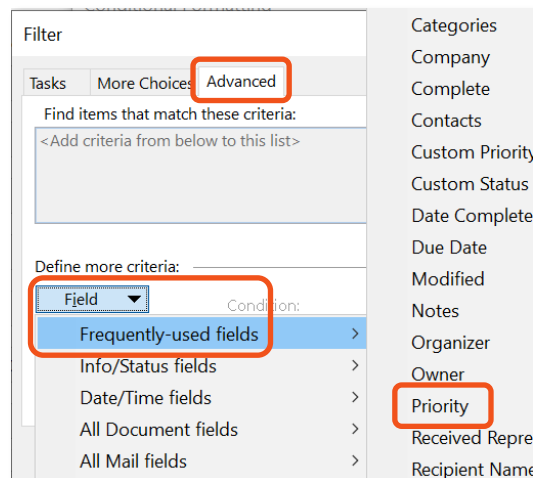 Conditional Formatting
Filter
Tasks More Choices Advanced
Find items that match these criteria:
<Add criteria from below to this list>
Define more criteria:
Field
Condition:
Frequently-used fields
Info/Status fields
Date/Time fields
All Document fields
All Mail fields
Categories
Company
Complete
Contacts
Custom Priority
Custom Status
Date Complete
Due Date
Modified
Notes
Organizer
Owner
Priority
Received Repre
Recipient Name